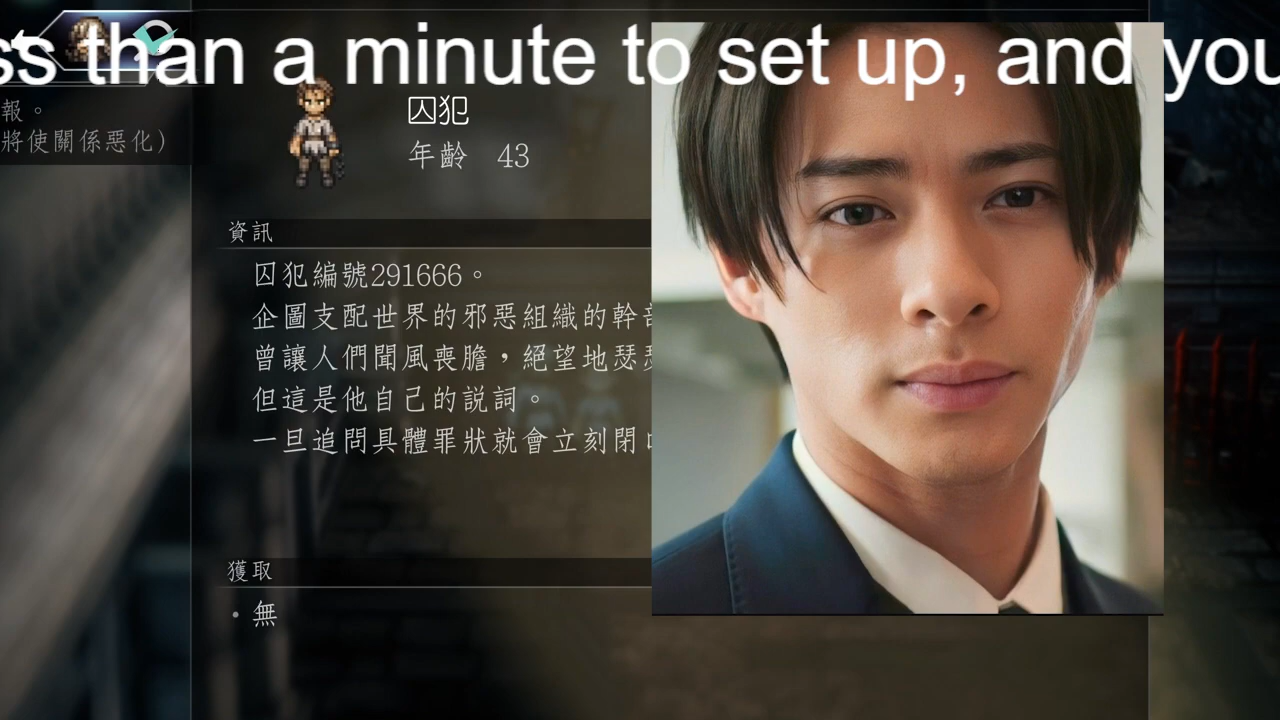 ss than a minute to set up, and you
報。
將使關係惡化)
囚犯
年齡 43
資訊
囚犯編號291666。
企圖支配世界的邪惡組織的幹
曾讓人們聞風喪膽，絕望地瑟
但這是他自己的說詞。
一旦追問具體罪狀就會立刻閉
獲取
・無